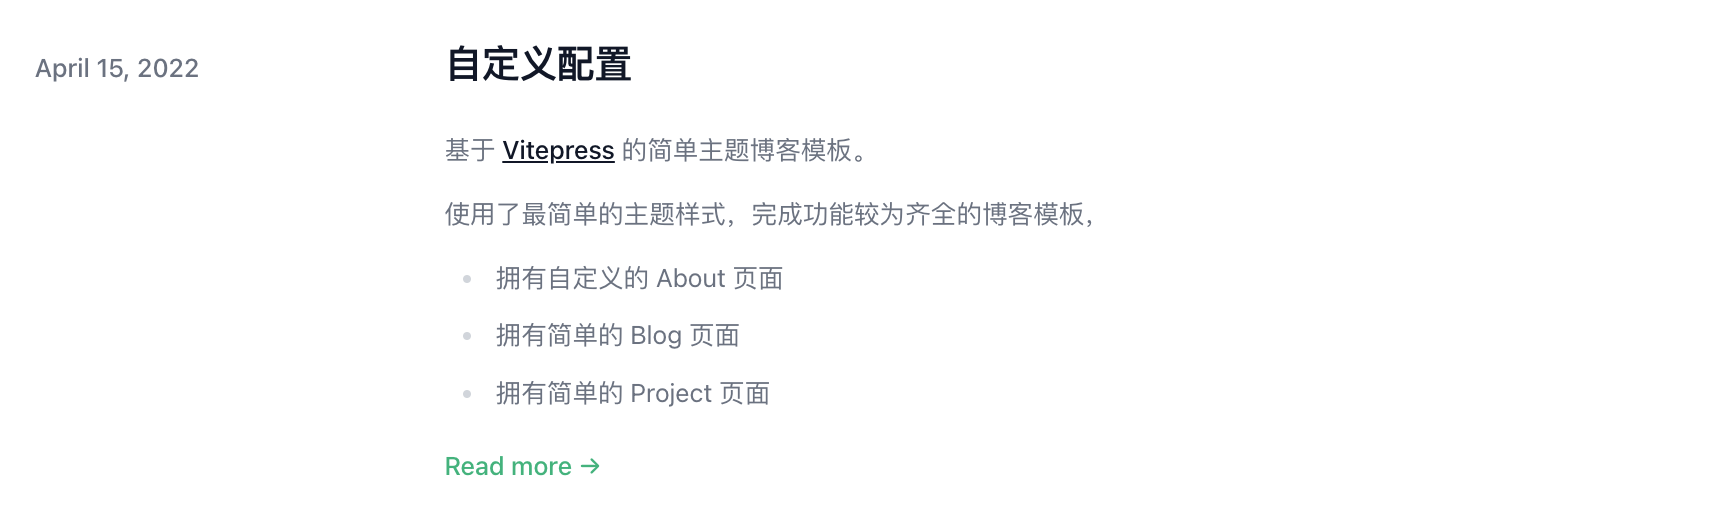 April 15, 2022
自定义配置
基于 Vitepress 的简单主题博客模板。
使用了最简单的主题样式，完成功能较为齐全的博客模板，
拥有自定义的 About 页面
拥有简单的 Blog 页面
拥有简单的 Project 页面
Read more →